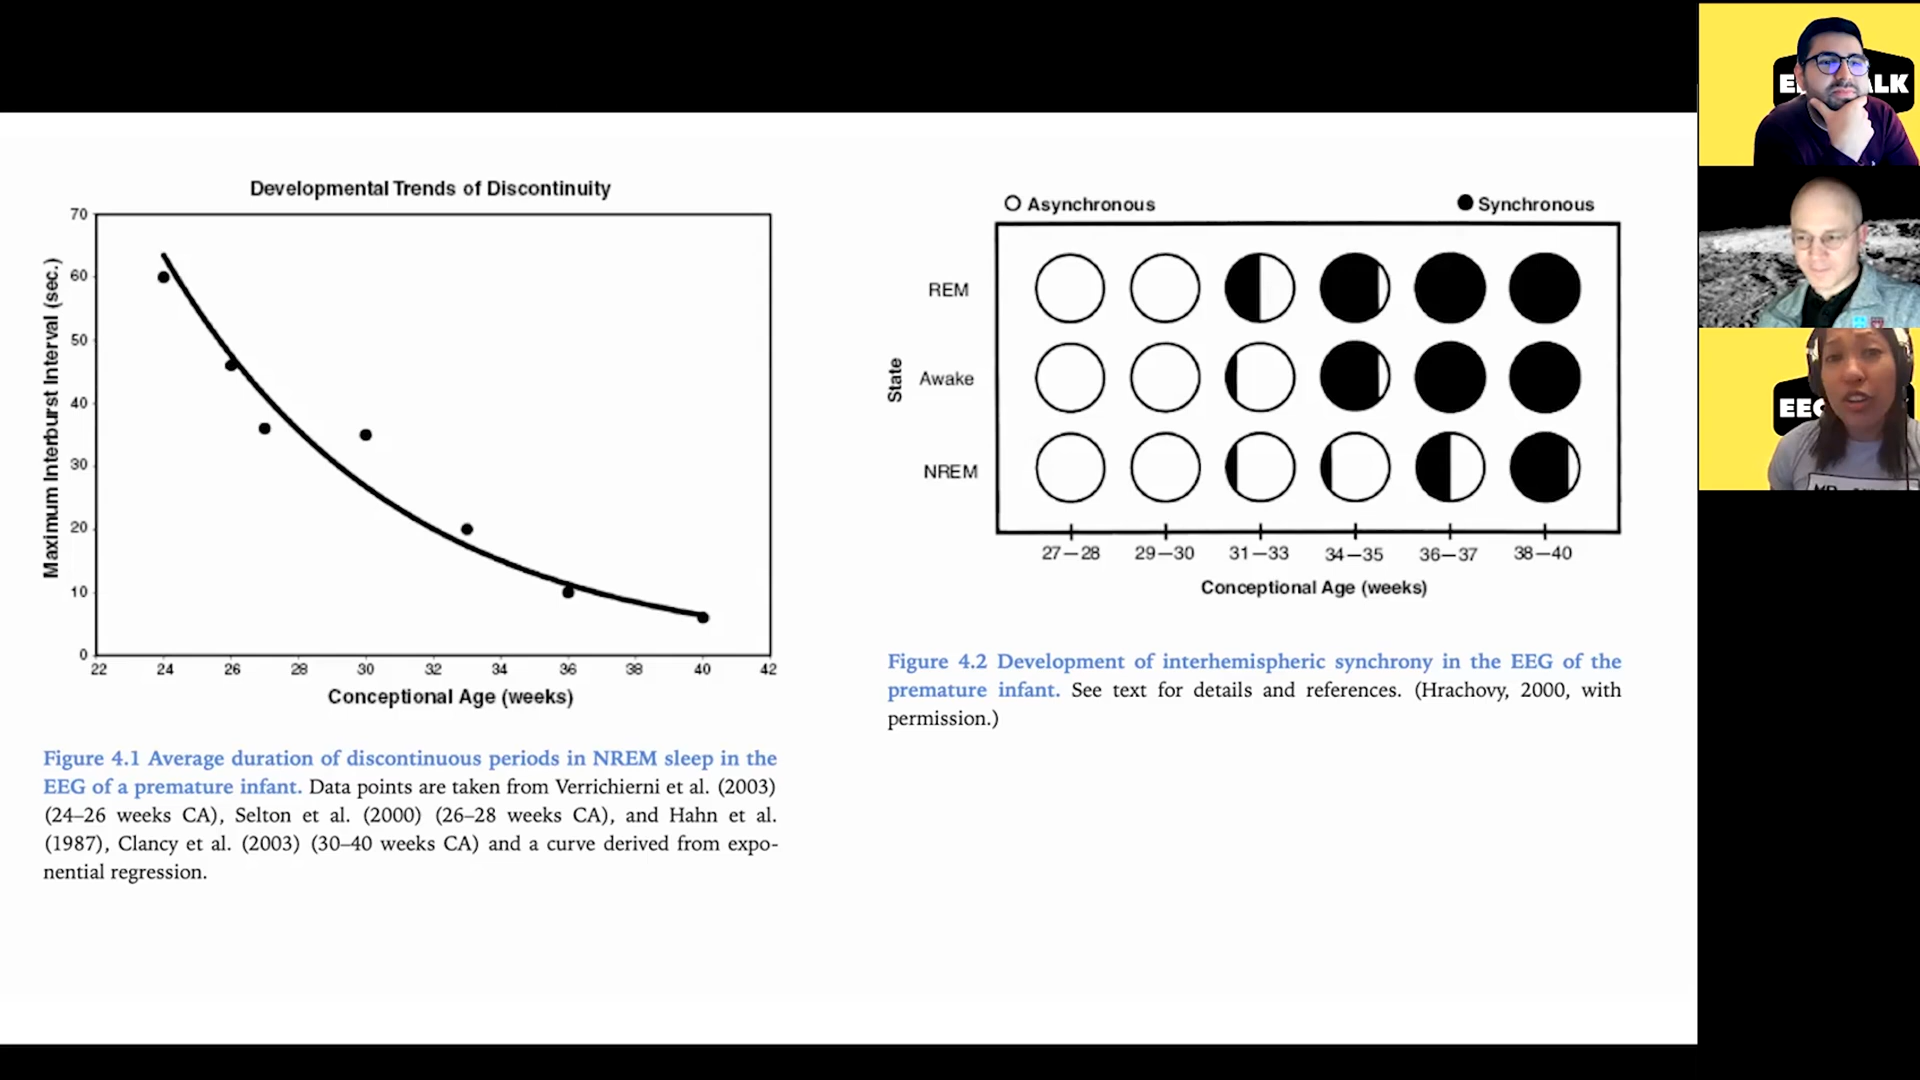 Developmental Trends of Discontinuity
Maximum Interburst Interval (sec.)
70
60
50
40
30
20
10
0
22 24 26 28 30 32 34 36 38 40 42
Conceptional Age (weeks)
Figure 4.1 Average duration of discontinuous periods in NREM sleep in the
EEG of a premature infant. Data points are taken from Verrichierni et al. (2003)
(24–26 weeks CA), Selton et al. (2000) (26–28 weeks CA), and Hahn et al.
(1987), Clancy et al. (2003) (30–40 weeks CA) and a curve derived from expo-
nential regression.
Asynchronous Synchronous
State
REM
Awake
NREM
27—28 29—30 31—33 34—35 36—37 38—40
Conceptional Age (weeks)
Figure 4.2 Development of interhemispheric synchrony in the EEG of the
premature infant. See text for details and references. (Hrachovy, 2000, with
permission.)